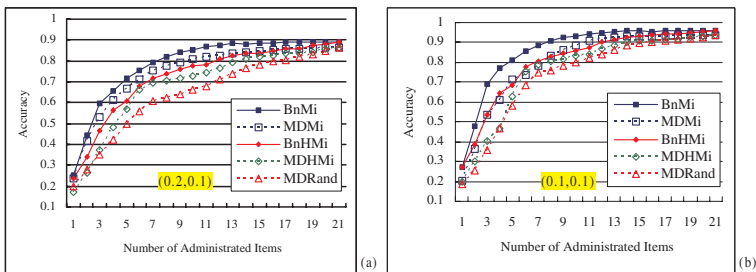 1
0.9
0.8
0.7
0.6
0.5
0.4
0.3
0.2
0.1
Accuracy
BnMi
MDMi
BnHMi
MDHMi
MDRand
(0.2,0.1)
1 3 5 7 9 11 13 15 17 19 21
Number of Administrated Items
(a)
1
0.9
0.8
0.7
0.6
0.5
0.4
0.3
0.2
0.1
Accuracy
BnMi
MDMi
BnHMi
MDHMi
MDRand
(0.1,0.1)
1 3 5 7 9 11 13 15 17 19 21
Number of Administrated Items
(b)